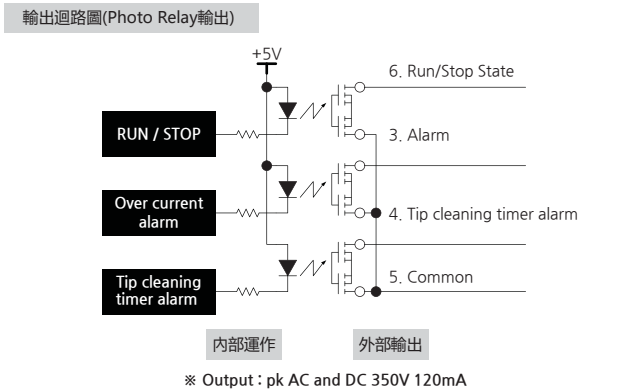 輸出迴路圖(Photo Relay輸出)
+5V
6. Run/Stop State
RUN / STOP
3. Alarm
Over current
alarm
4. Tip cleaning timer alarm
Tip cleaning
timer alarm
5. Common
內部運作
外部輸出
※ Output : pk AC and DC 350V 120mA